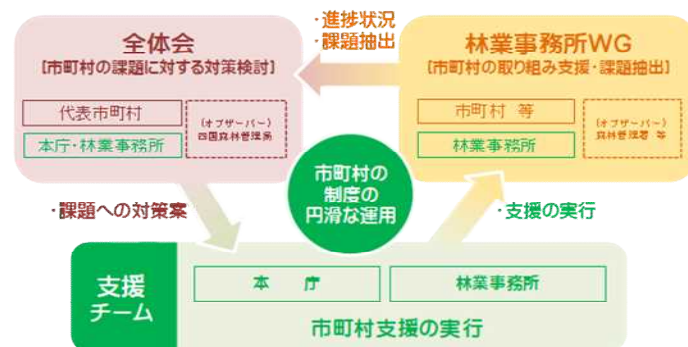 ・進捗状況
・課題抽出
全体会
[市町村の課題に対する対策検討]
代表市町村
本庁・林業事務所
(オブザーバー)
四国森林管理局
林業事務所WG
[市町村の取り組み支援・課題抽出]
市町村 等
林業事務所
(オブザーバー)
森林管理署 等
市町村の
制度の
円滑な運用
・課題への対策案
・支援の実行
支援
チーム
本 庁
林業事務所
市町村支援の実行